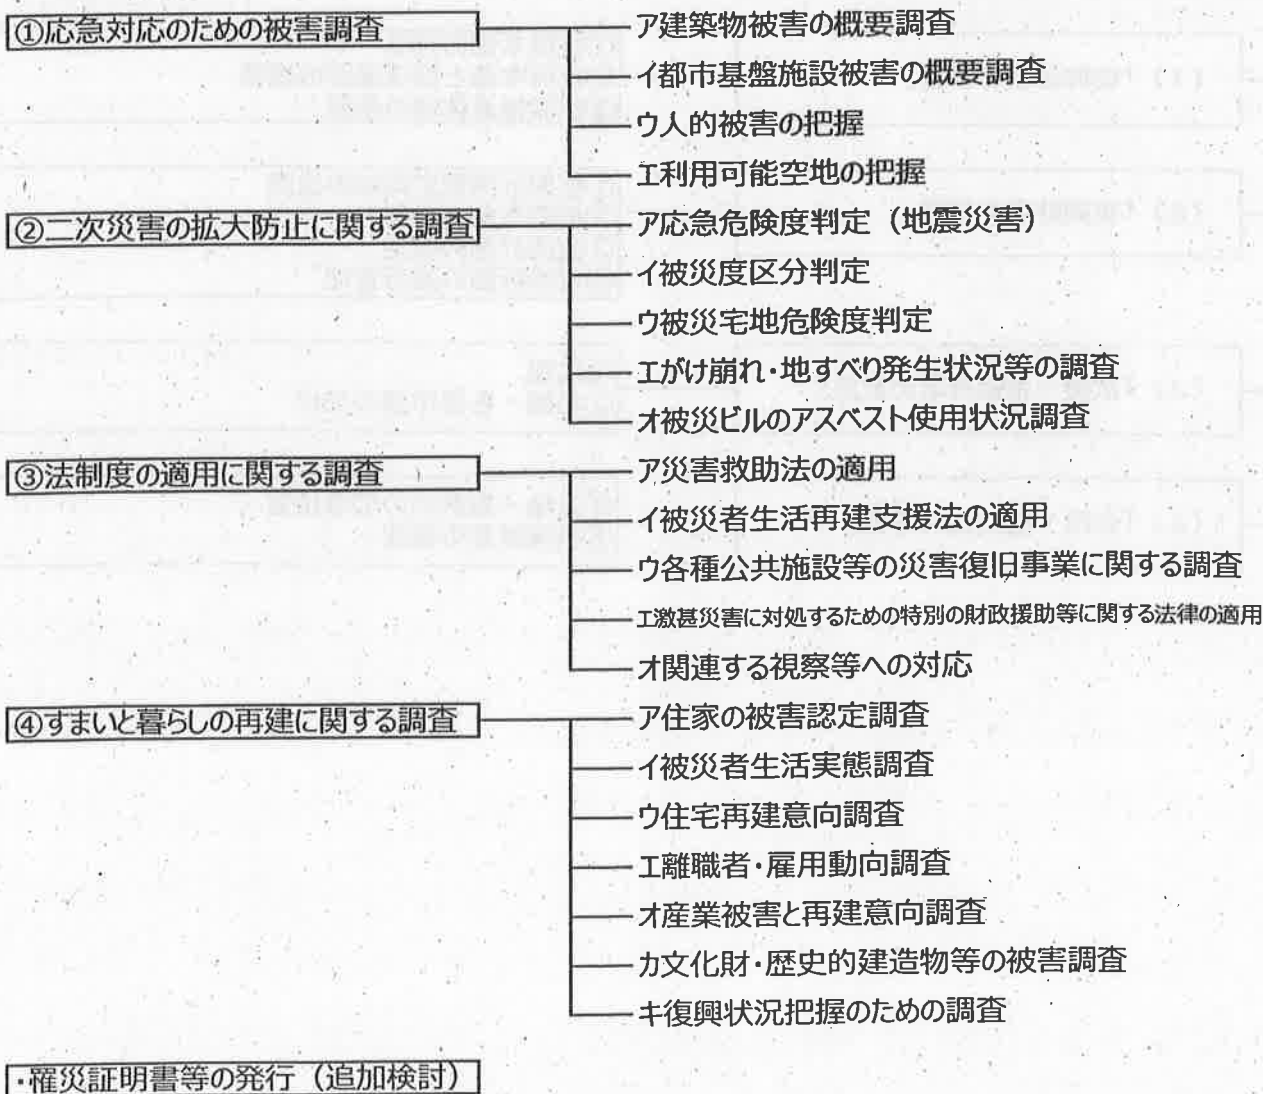 ①応急対応のための被害調査
ア建築物被害の概要調査
イ都市基盤施設被害の概要調査
ウ人的被害の把握
エ利用可能空地の把握
②二次災害の拡大防止に関する調査
ア応急危険度判定（地震災害）
イ被災度区分判定
ウ被災宅地危険度判定
エがけ崩れ・地すべり発生状況等の調査
オ被災ビルのアスベスト使用状況調査
③法制度の適用に関する調査
ア災害救助法の適用
イ被災者生活再建支援法の適用
ウ各種公共施設等の災害復旧事業に関する調査
エ激甚災害に対処するための特別の財政援助等に関する法律の適用
オ関連する視察等への対応
④すまいと暮らしの再建に関する調査
ア住家の被害認定調査
イ被災者生活実態調査
ウ住宅再建意向調査
エ離職者・雇用動向調査
オ産業被害と再建意向調査
カ文化財・歴史的建造物等の被害調査
キ復興状況把握のための調査
・罹災証明書等の発行（追加検討）